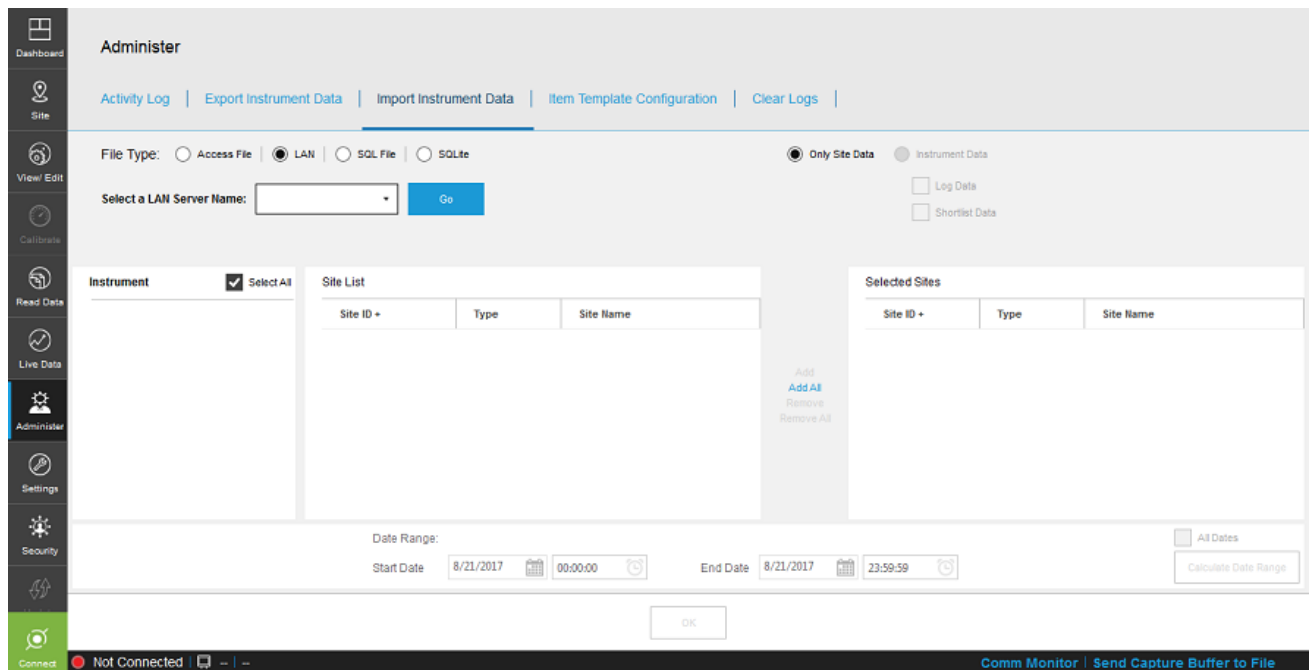 Dashboard
Site
View/ Edit
Calibrate
Read Data
Live Data
Administer
Settings
Security
Connect
Administer
Activity Log | Export Instrument Data | Import Instrument Data | Item Template Configuration | Clear Logs |
File Type: Access File | LAN | SQL File | SQLite
Only Site Data Instrument Data
Log Data
Shortlist Data
Select a LAN Server Name: Go
Instrument Select All
Site List
Site ID + Type Site Name
Add
Add All
Remove
Remove All
Selected Sites
Site ID + Type Site Name
Date Range:
Start Date 8/21/2017 00:00:00 End Date 8/21/2017 23:59:59
All Dates
Calculate Date Range
OK
Not Connected | -- | --
Comm Monitor | Send Capture Buffer to File